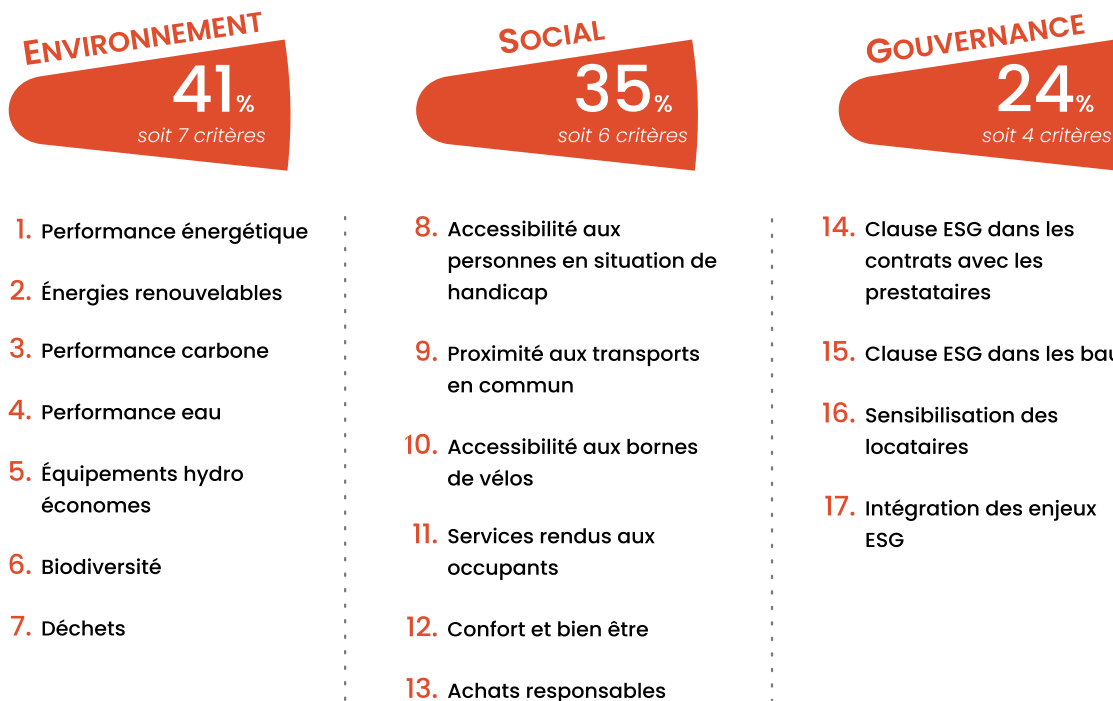 ENVIRONNEMENT
41%
soit 7 critères
1. Performance énergétique
2. Énergies renouvelables
3. Performance carbone
4. Performance eau
5. Équipements hydro
économes
6. Biodiversité
7. Déchets
SOCIAL
35%
soit 6 critères
8. Accessibilité aux
personnes en situation de
handicap
9. Proximité aux transports
en commun
10. Accessibilité aux bornes
de vélos
11. Services rendus aux
occupants
12. Confort et bien être
13. Achats responsables
GOUVERNANCE
24%
soit 4 critères
14. Clause ESG dans les
contrats avec les
prestataires
15. Clause ESG dans les
16. Sensibilisation des
locataires
17. Intégration des enjeux
ESG